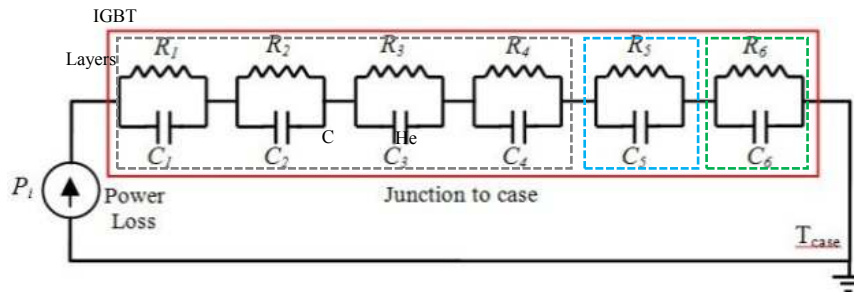 IGBT
Layers
R1 R2 R3 R4 R5 R6
C He
C1 C2 C3 C4 C5 C6
Pi Power
Loss
Junction to case
Tcase